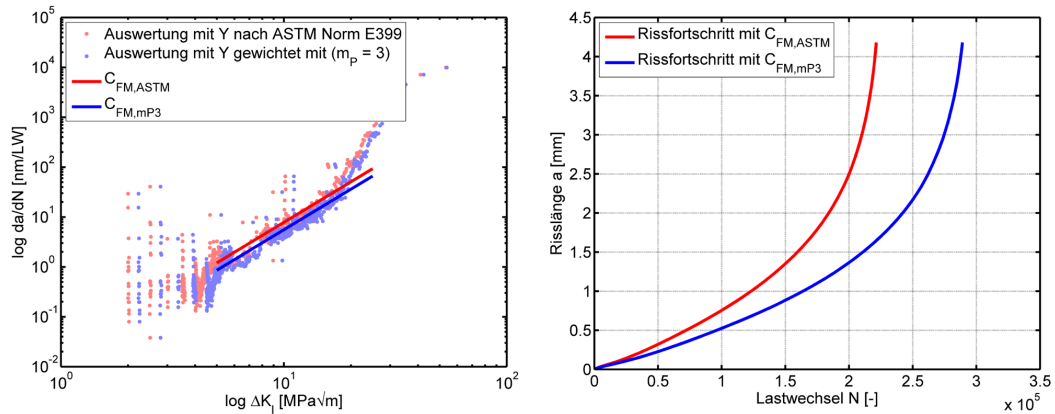 Auswertung mit Y nach ASTM Norm E399
Auswertung mit Y gewichtet mit (m_P = 3)
C_FM,ASTM
C_FM,mP3
10^5
10^4
10^3
10^2
10^1
10^0
10^-1
10^-2
log da/dN [nm/LW]
10^0
10^1
10^2
log ΔK_I [MPa√m]
Rissfortschritt mit C_FM,ASTM
Rissfortschritt mit C_FM,mP3
4.5
4
3.5
3
2.5
2
1.5
1
0.5
0
Risslänge a [mm]
0
0.5
1
1.5
2
2.5
3
3.5
Lastwechsel N [-]
x 10^5